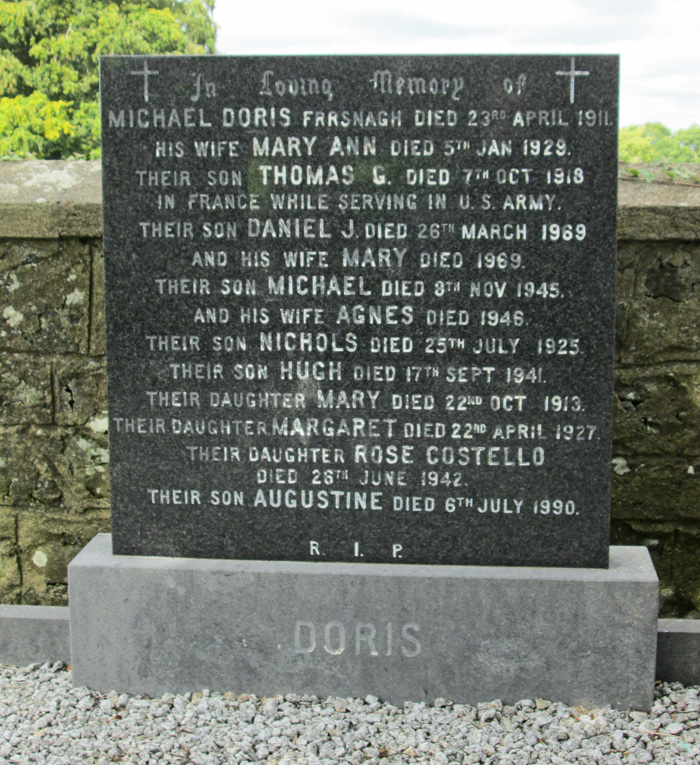 In Loving Memory of
MICHAEL DORIS FRRSNAGH DIED 23RD APRIL 1911.
HIS WIFE MARY ANN DIED 5TH JAN 1929.
THEIR SON THOMAS G. DIED 7TH OCT 1918
IN FRANCE WHILE SERVING IN U.S. ARMY.
THEIR SON DANIEL J. DIED 26TH MARCH 1969
AND HIS WIFE MARY DIED 1969.
THEIR SON MICHAEL DIED 8TH NOV 1945.
AND HIS WIFE AGNES DIED 1946.
THEIR SON NICHOLS DIED 25TH JULY 1925.
THEIR SON HUGH DIED 17TH SEPT 1941.
THEIR DAUGHTER MARY DIED 22ND OCT 1913.
THEIR DAUGHTER MARGARET DIED 22ND APRIL 1927.
THEIR DAUGHTER ROSE COSTELLO
DIED 26TH JUNE 1942.
THEIR SON AUGUSTINE DIED 6TH JULY 1990.
R. I. P.
DORIS